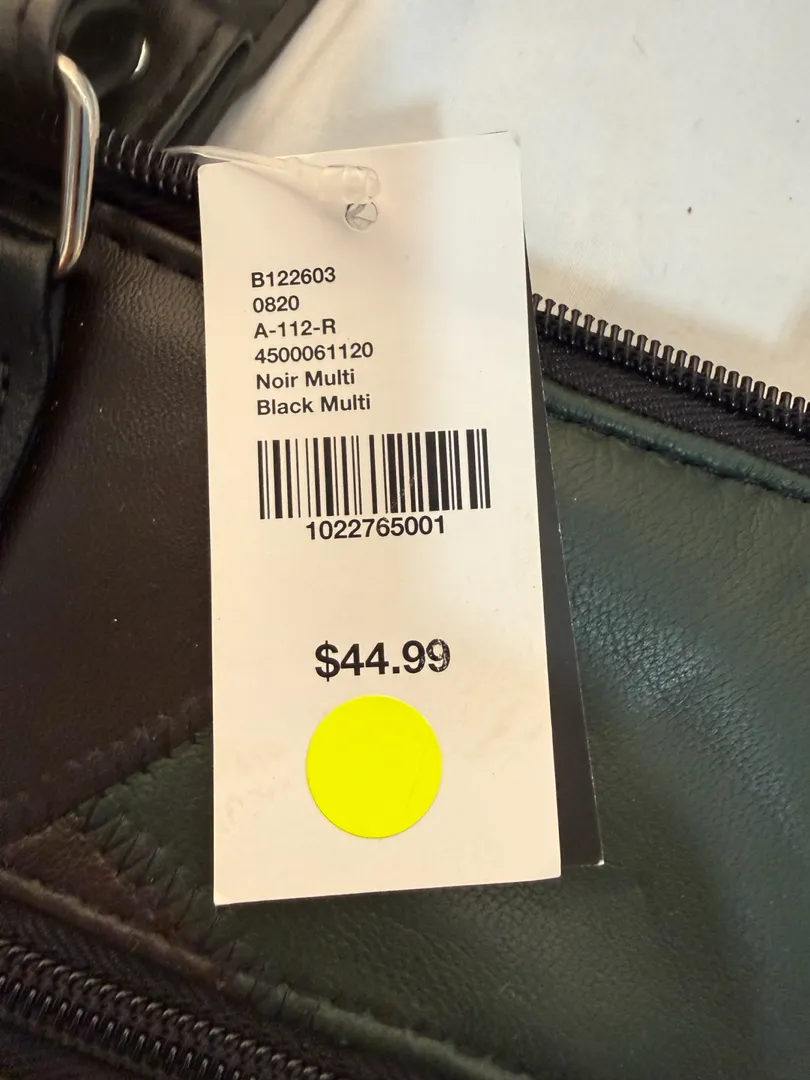 B122603
0820
A-112-R
4500061120
Noir Multi
Black Multi
1022765001
$44.99